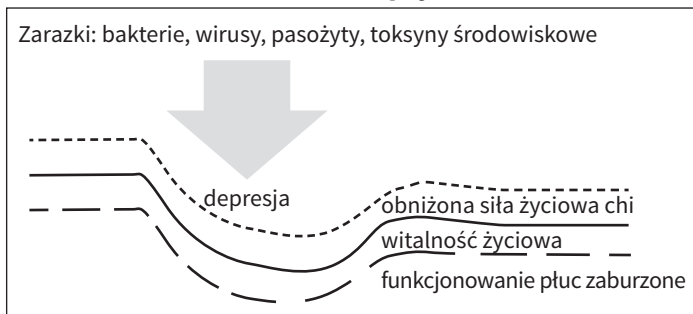 Zarazki: bakterie, wirusy, pasożyty, toksyny środowiskowe
depresja
obniżona siła życiowa chi
witalność życiowa
funkcjonowanie płuc zaburzone